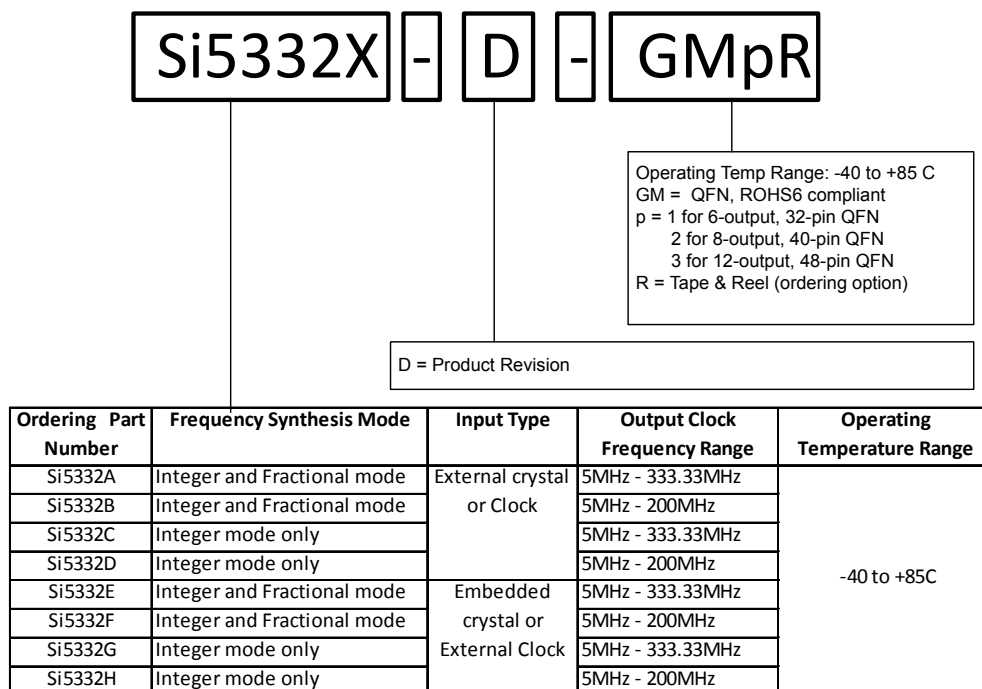 Si5332X - D - GMpR
Operating Temp Range: -40 to +85 C
GM = QFN, ROHS6 compliant
p = 1 for 6-output, 32-pin QFN
2 for 8-output, 40-pin QFN
3 for 12-output, 48-pin QFN
R = Tape & Reel (ordering option)
D = Product Revision
Ordering Part Number | Frequency Synthesis Mode | Input Type | Output Clock Frequency Range | Operating Temperature Range
Si5332A | Integer and Fractional mode | External crystal or Clock | 5MHz - 333.33MHz | -40 to +85C
Si5332B | Integer and Fractional mode | 5MHz - 200MHz
Si5332C | Integer mode only | 5MHz - 333.33MHz
Si5332D | Integer mode only | 5MHz - 200MHz
Si5332E | Integer and Fractional mode | Embedded crystal or External Clock | 5MHz - 333.33MHz
Si5332F | Integer and Fractional mode | 5MHz - 200MHz
Si5332G | Integer mode only | 5MHz - 333.33MHz
Si5332H | Integer mode only | 5MHz - 200MHz